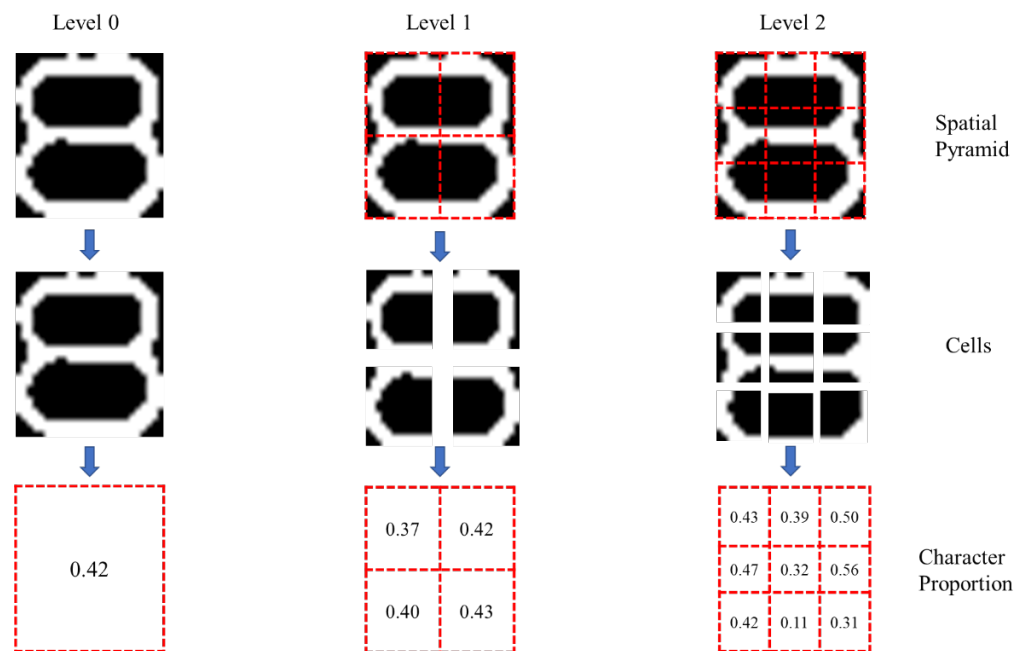 Level 0
Level 1
Level 2
Spatial
Pyramid
Cells
0.42
0.37 0.42
0.40 0.43
0.43 0.39 0.50
0.47 0.32 0.56
0.42 0.11 0.31
Character
Proportion